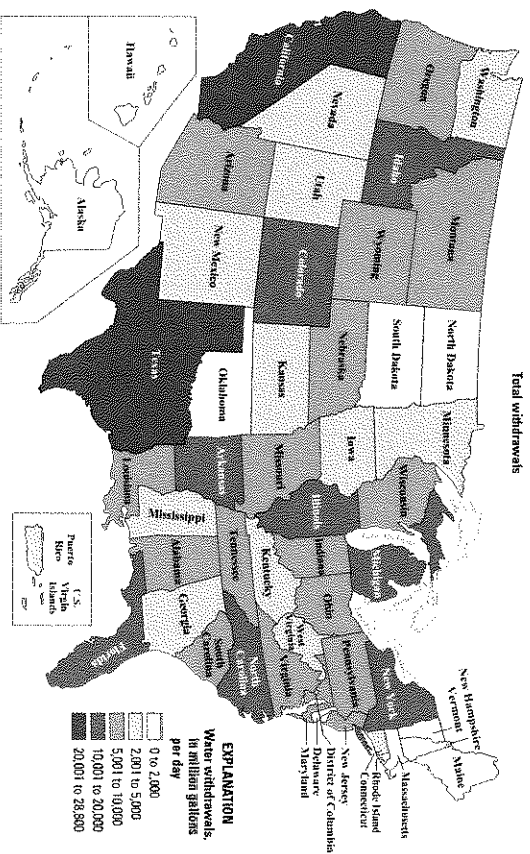 Total withdrawals
Washington
Oregon
California
Nevada
Idaho
Montana
Wyoming
Utah
Colorado
Arizona
New Mexico
North Dakota
South Dakota
Nebraska
Kansas
Oklahoma
Texas
Minnesota
Iowa
Missouri
Arkansas
Louisiana
Wisconsin
Illinois
Michigan
Indiana
Ohio
Kentucky
Tennessee
Mississippi
Alabama
Georgia
Florida
South
Carolina
North
Carolina
Virginia
West
Virginia
Pennsylvania
New York
New Hampshire
Vermont
Maine
Massachusetts
Rhode Island
Connecticut
New Jersey
District of Columbia
Delaware
Maryland
Hawaii
Alaska
Puerto
Rico
U.S.
Virgin
Islands
EXPLANATION
Water withdrawals,
in million gallons
per day
0 to 2,000
2,001 to 5,000
5,001 to 10,000
10,001 to 20,000
20,001 to 28,800